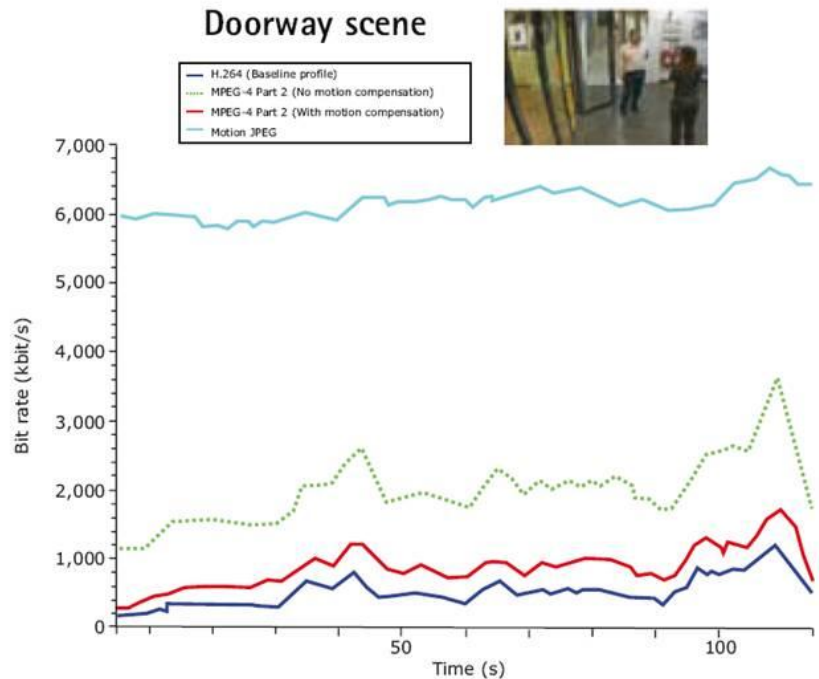 Doorway scene
H.264 (Baseline profile)
MPEG-4 Part 2 (No motion compensation)
MPEG-4 Part 2 (With motion compensation)
Motion JPEG
7,000
6,000
5,000
4,000
3,000
2,000
1,000
0
Bit rate (kbit/s)
50
100
Time (s)